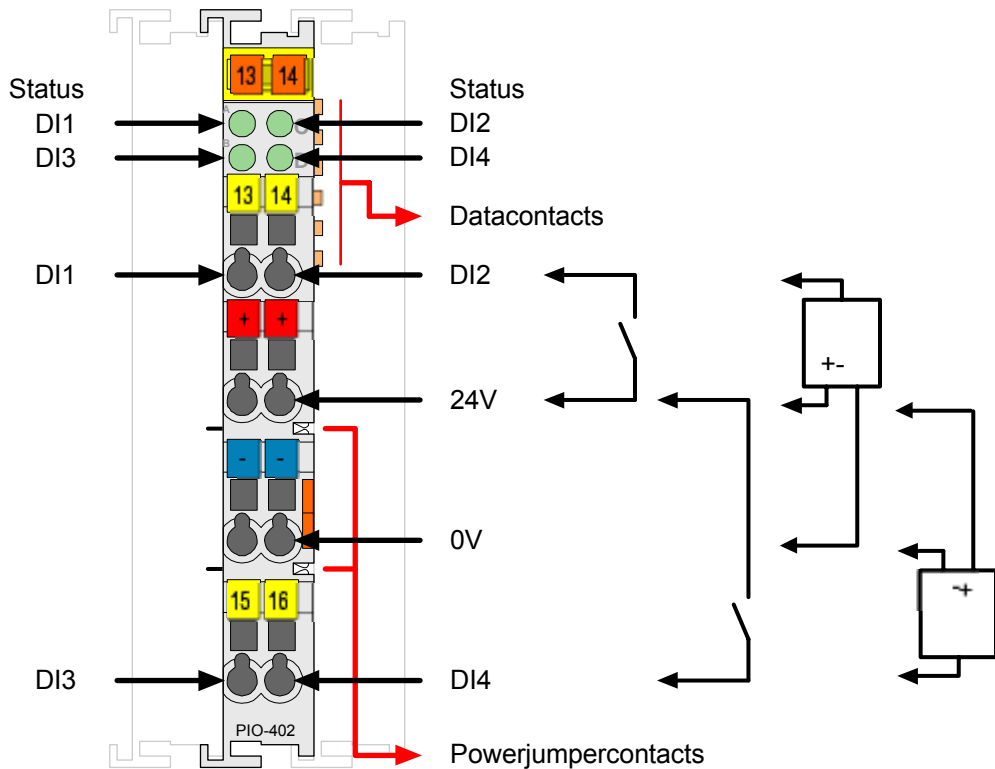 13 14
Status Status
A
DI1 C DI2
B
DI3 D DI4
13 14
Datacontacts
DI1 DI2
+ +
24V
+-
- -
0V
-+
15 16
DI3 DI4
PIO-402
Powerjumpercontacts